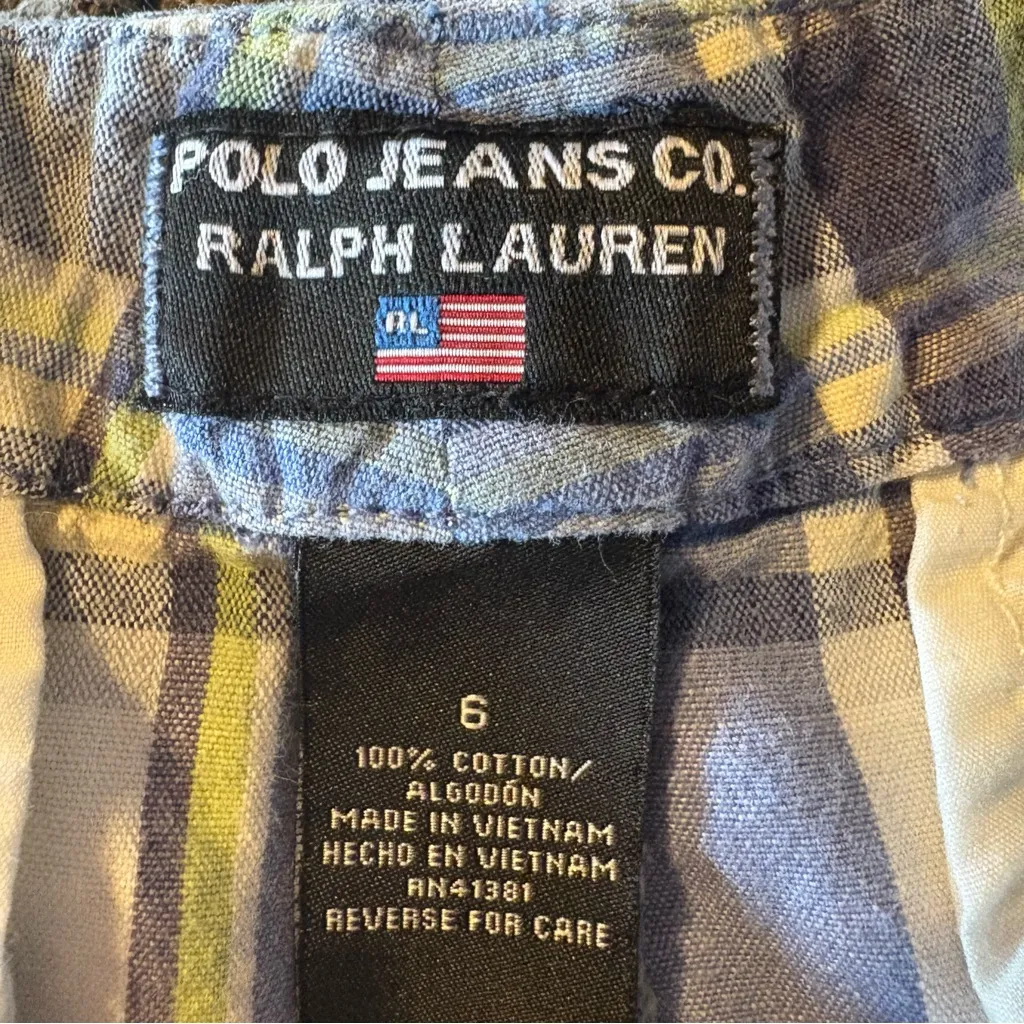 POLO JEANS CO.
RALPH LAUREN
RL
6
100% COTTON/
ALGODÓN
MADE IN VIETNAM
HECHO EN VIETNAM
RN41381
REVERSE FOR CARE